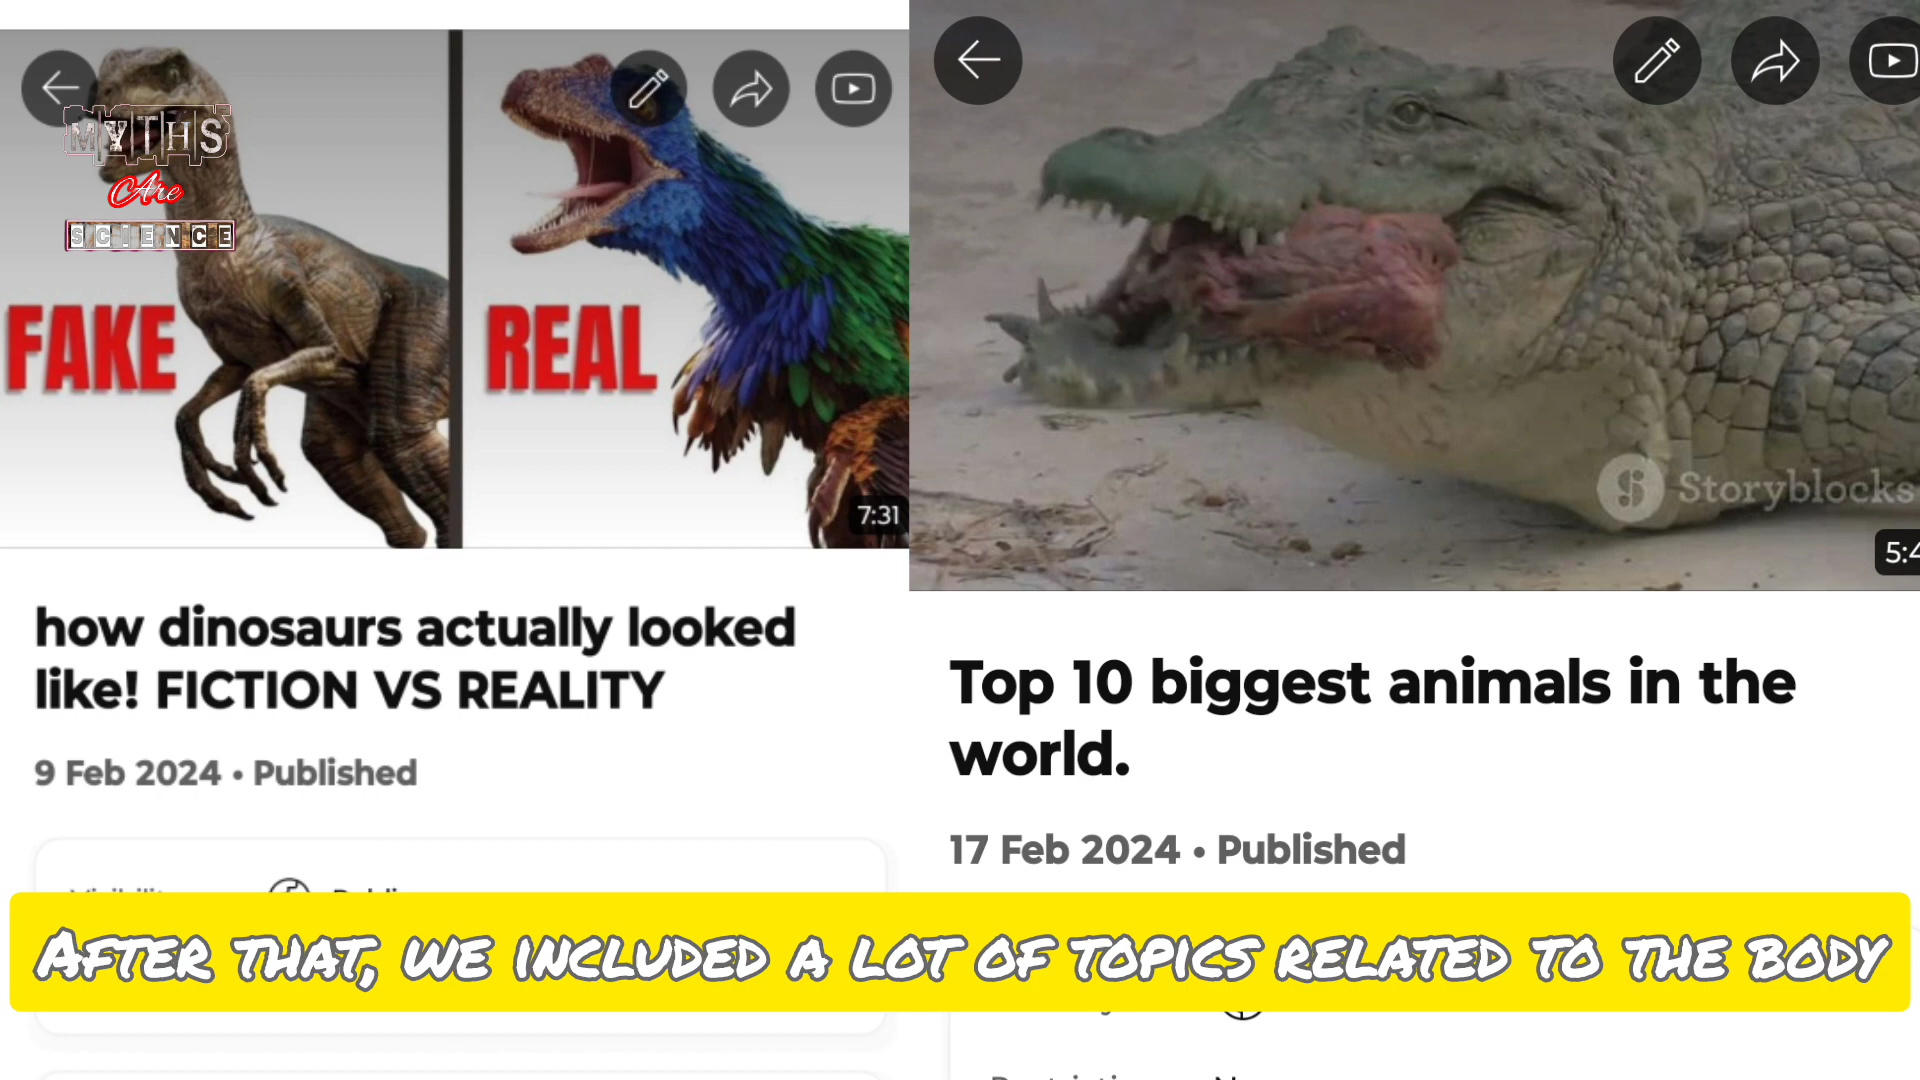 MYTHS
Are
SCIENCE
FAKE
REAL
7:31
how dinosaurs actually looked
like! FICTION VS REALITY
9 Feb 2024 • Published
Storyblocks
Top 10 biggest animals in the
world.
17 Feb 2024 • Published
After that, we included a lot of topics related to the body